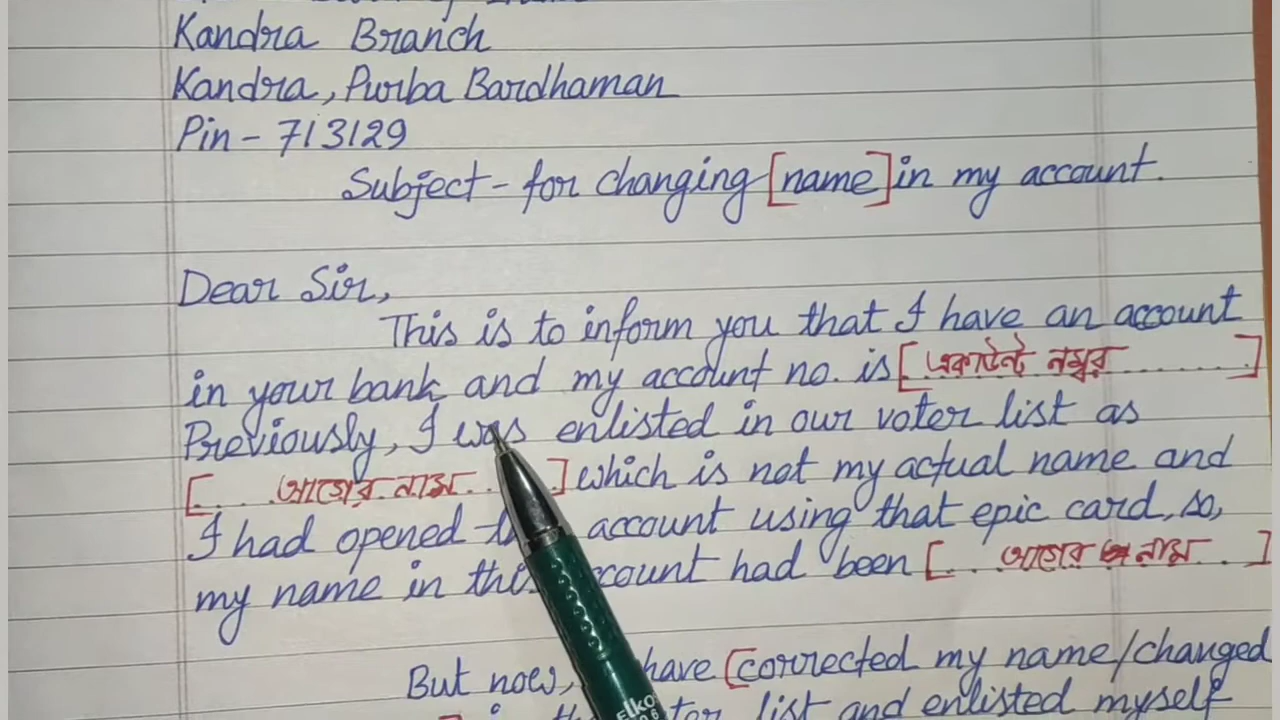 Kandra Branch
Kandra, Purba Bardhaman
Pin - 713129
Subject - for changing [name] in my account.
Dear Sir,
This is to inform you that I have an account
in your bank and my account no. is [ একাউন্ট নম্বর ........]
Previously, I was enlisted in our voter list as
[... আগের নাম ...] which is not my actual name and
I had opened account using that epic card, so,
my name in this account had been [.. আগের নাম ...]
But now, have [corrected my name/changed
list and enlisted myself
Elkos